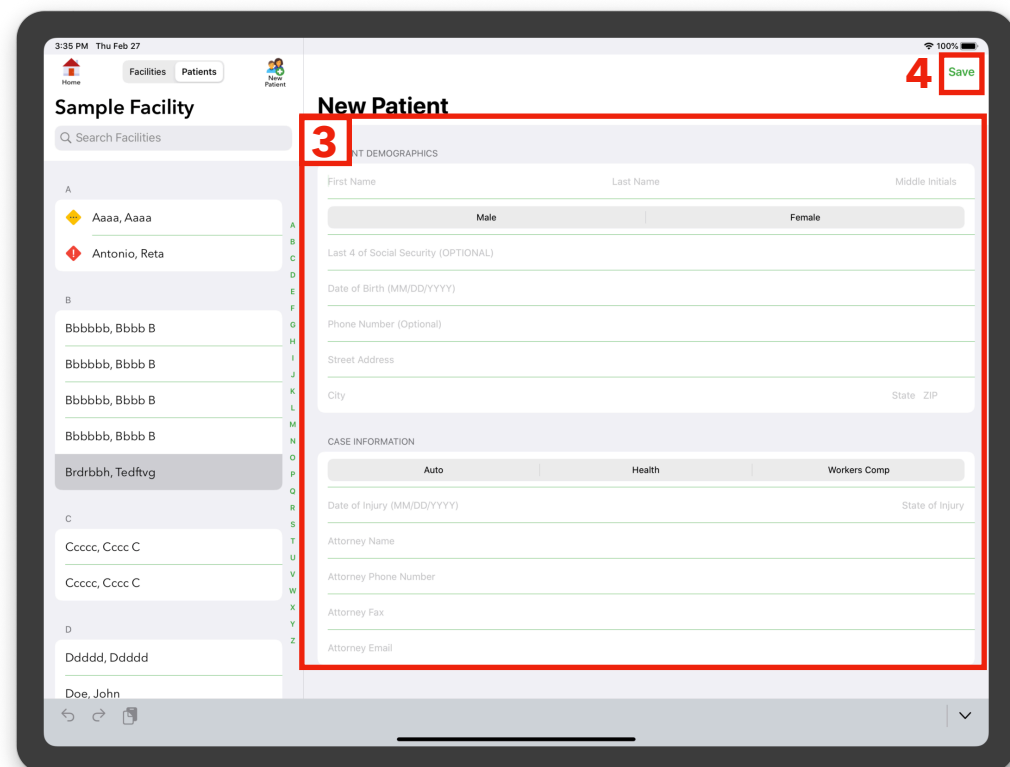 3:35 PM Thu Feb 27
100%
Home
Facilities Patients
New Patient
4
Save
Sample Facility
New Patient
Search Facilities
3
NT DEMOGRAPHICS
First Name Last Name Middle Initials
Male Female
Last 4 of Social Security (OPTIONAL)
Date of Birth (MM/DD/YYYY)
Phone Number (Optional)
Street Address
City State ZIP
CASE INFORMATION
Auto Health Workers Comp
Date of Injury (MM/DD/YYYY) State of Injury
Attorney Name
Attorney Phone Number
Attorney Fax
Attorney Email
A
Aaaa, Aaaa
Antonio, Reta
B
Bbbbbb, Bbbb B
Bbbbbb, Bbbb B
Bbbbbb, Bbbb B
Bbbbbb, Bbbb B
Brdrbbh, Tedftvg
C
Ccccc, Cccc C
Ccccc, Cccc C
D
Ddddd, Ddddd
Doe, John
A
B
C
D
E
F
G
H
I
J
K
L
M
N
O
P
Q
R
S
T
U
V
W
X
Y
Z